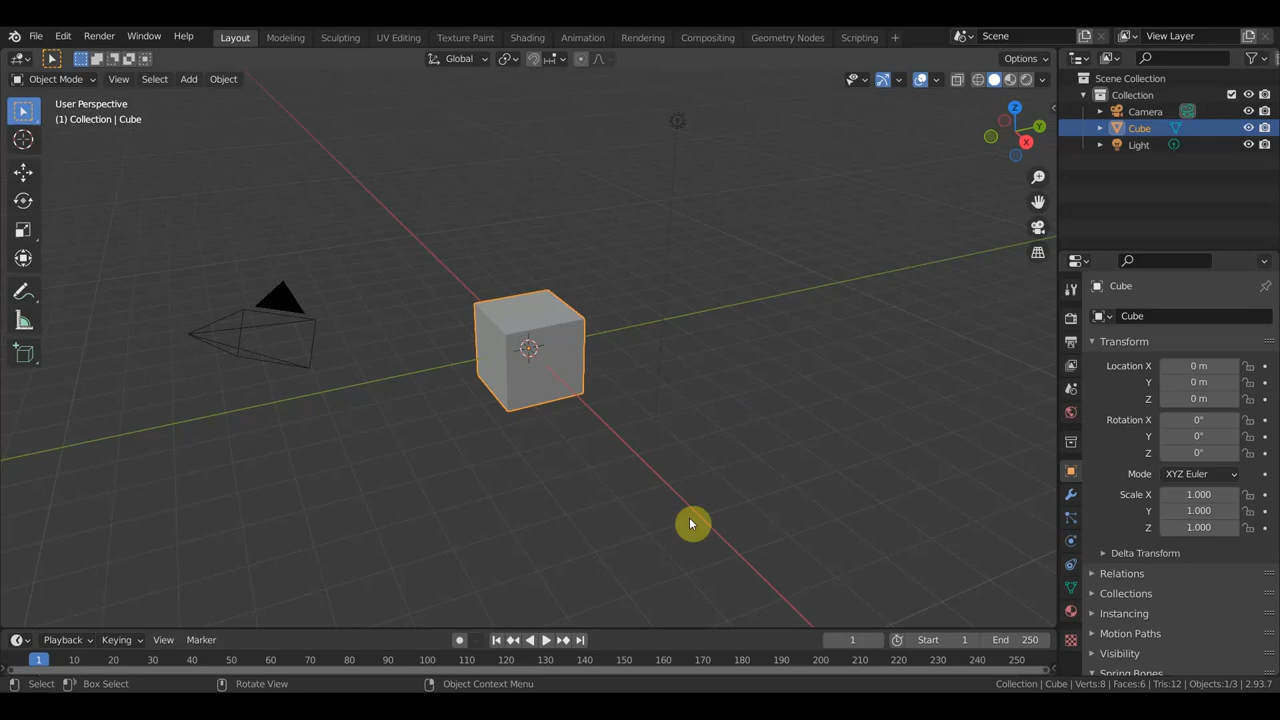 File Edit Render Window Help Layout Modeling Sculpting UV Editing Texture Paint Shading Animation Rendering Compositing Geometry Nodes Scripting + Scene View Layer
Global Options
Object Mode View Select Add Object
User Perspective
(1) Collection | Cube
Z
Y
X
Scene Collection
Collection
Camera
Cube
Light
Cube
Cube
Transform
Location X 0 m
Y 0 m
Z 0 m
Rotation X 0°
Y 0°
Z 0°
Mode XYZ Euler
Scale X 1.000
Y 1.000
Z 1.000
Delta Transform
Relations
Collections
Instancing
Motion Paths
Visibility
Spring Bones
Playback Keying View Marker 1 Start 1 End 250
1 10 20 30 40 50 60 70 80 90 100 110 120 130 140 150 160 170 180 190 200 210 220 230 240 250
Select Box Select Rotate View Object Context Menu Collection | Cube | Verts:8 | Faces:6 | Tris:12 | Objects:1/3 | 2.93.7